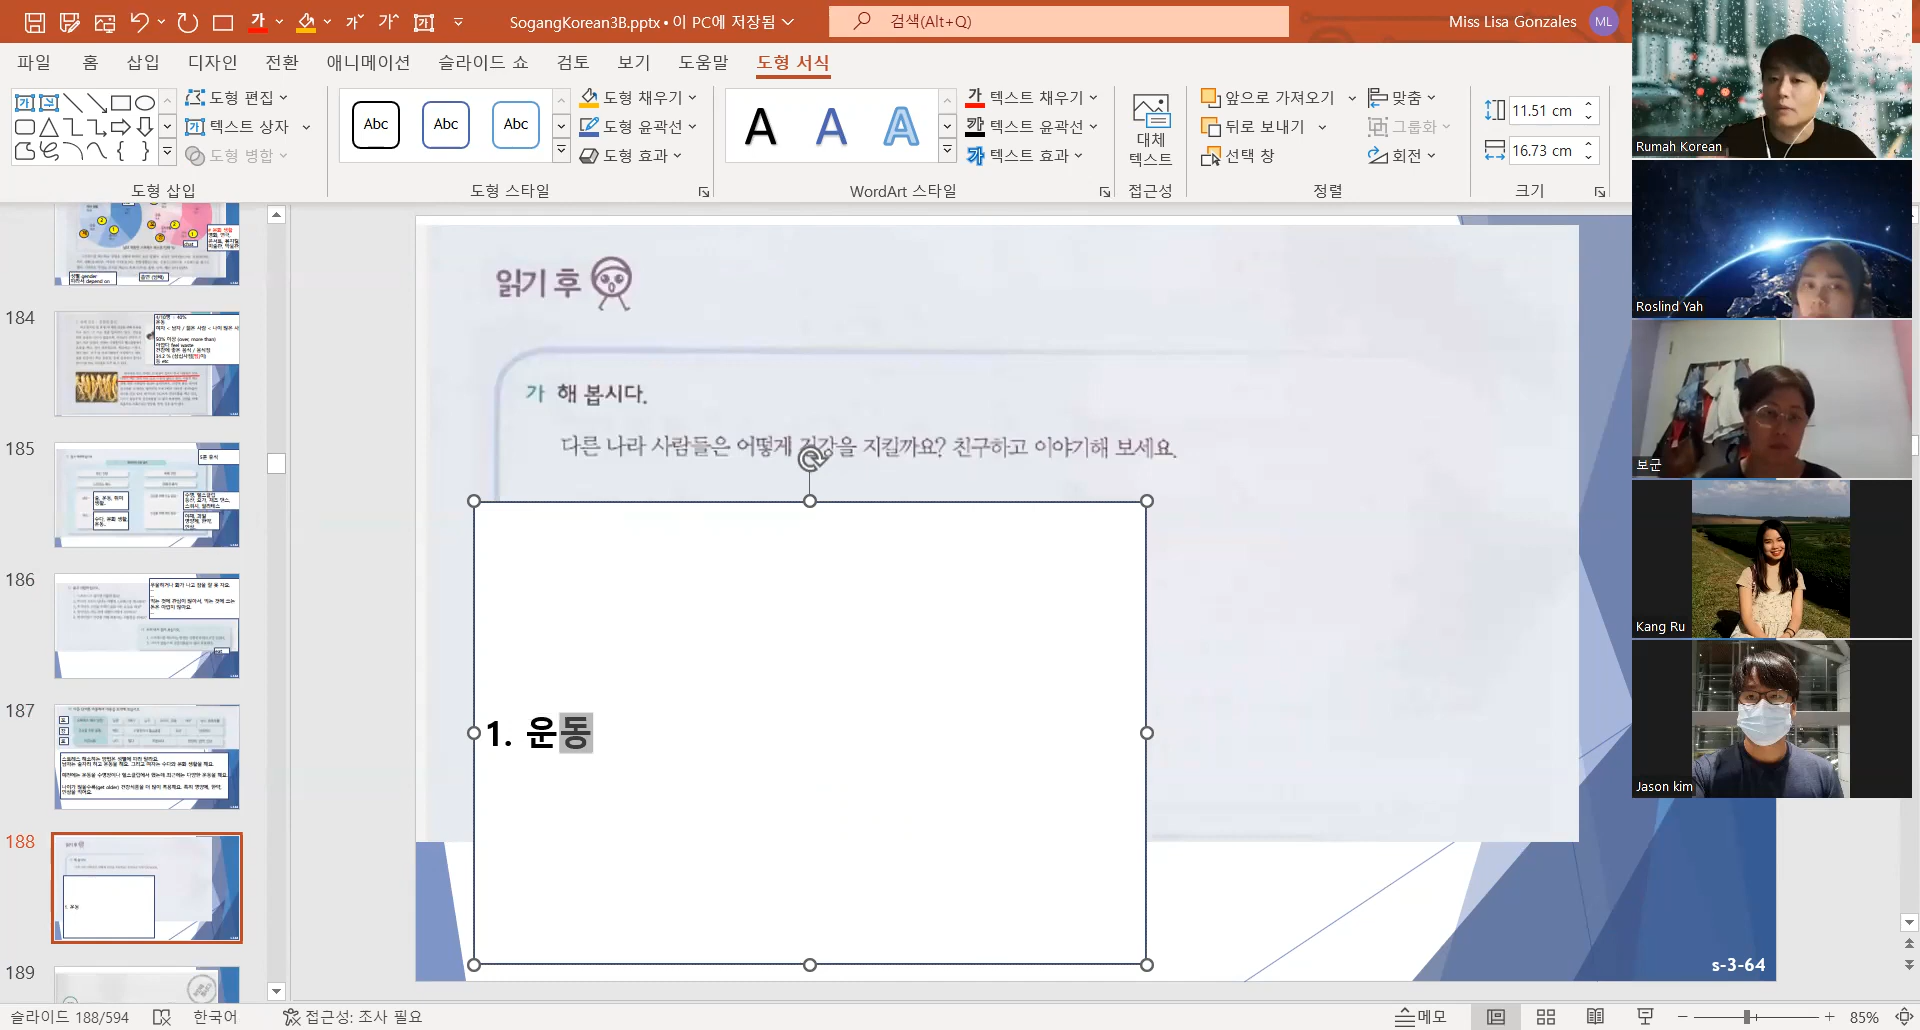 SogangKorean3B.pptx • 이 PC에 저장됨
검색(Alt+Q)
Miss Lisa Gonzales
ML
파일 홈 삽입 디자인 전환 애니메이션 슬라이드 쇼 검토 보기 도움말 도형 서식
도형 편집
텍스트 상자
도형 병합
도형 삽입
Abc Abc Abc
도형 채우기
도형 윤곽선
도형 효과
도형 스타일
A A A
텍스트 채우기
텍스트 윤곽선
텍스트 효과
WordArt 스타일
대체
텍스트
접근성
앞으로 가져오기
뒤로 보내기
선택 창
맞춤
그룹화
회전
정렬
11.51 cm
16.73 cm
크기
184
185
186
187
188
189
읽기 후
가 해 봅시다.
다른 나라 사람들은 어떻게 건강을 지킬까요? 친구하고 이야기해 보세요.
1. 운동
s-3-64
Rumah Korean
Roslind Yah
보군
Kang Ru
Jason kim
슬라이드 188/594
한국어
접근성: 조사 필요
메모
85%